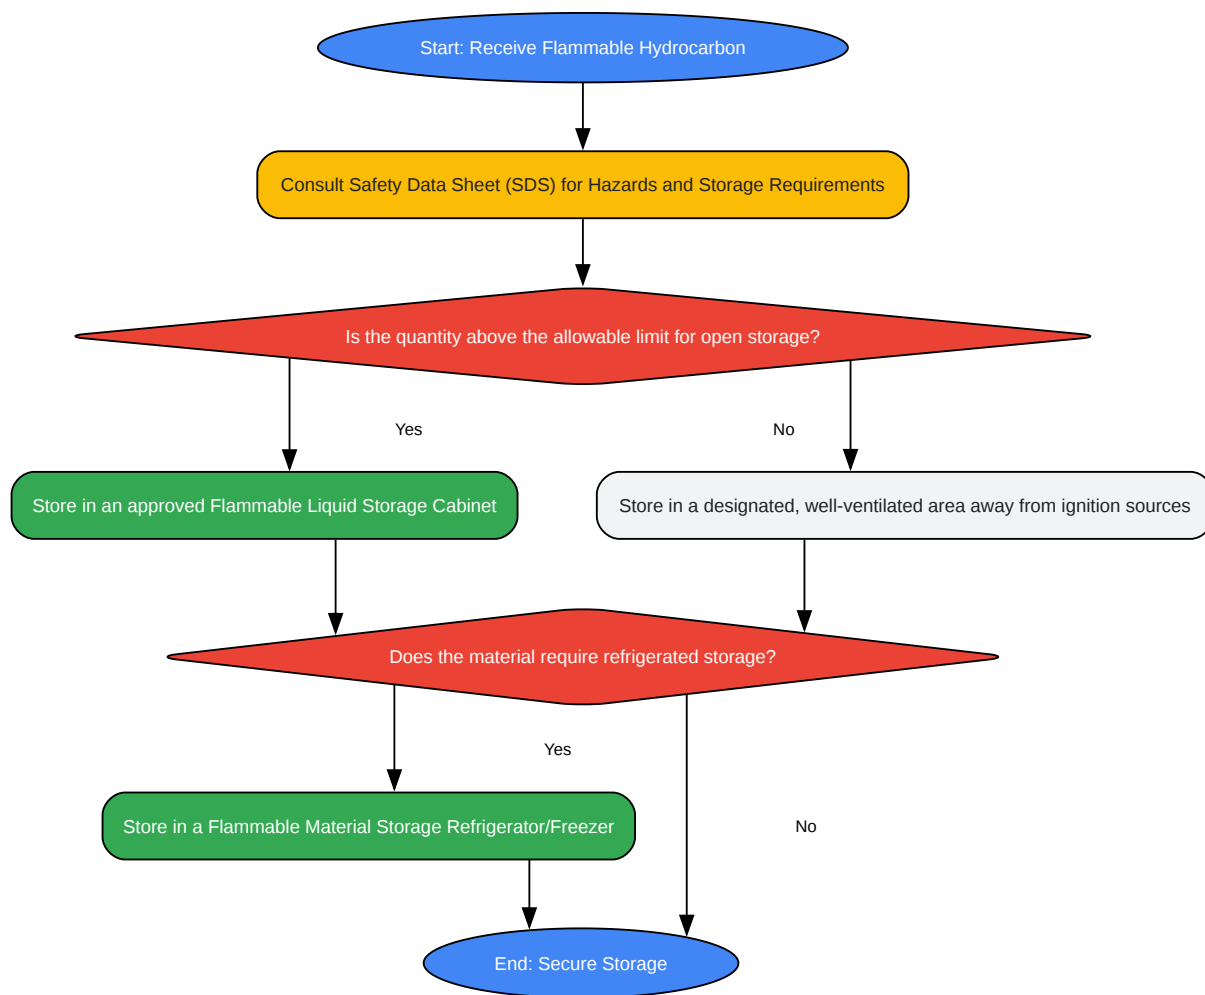 Start: Receive Flammable Hydrocarbon
Consult Safety Data Sheet (SDS) for Hazards and Storage Requirements
Is the quantity above the allowable limit for open storage?
Yes
No
Store in an approved Flammable Liquid Storage Cabinet
Store in a designated, well-ventilated area away from ignition sources
Does the material require refrigerated storage?
Yes
Store in a Flammable Material Storage Refrigerator/Freezer
No
End: Secure Storage